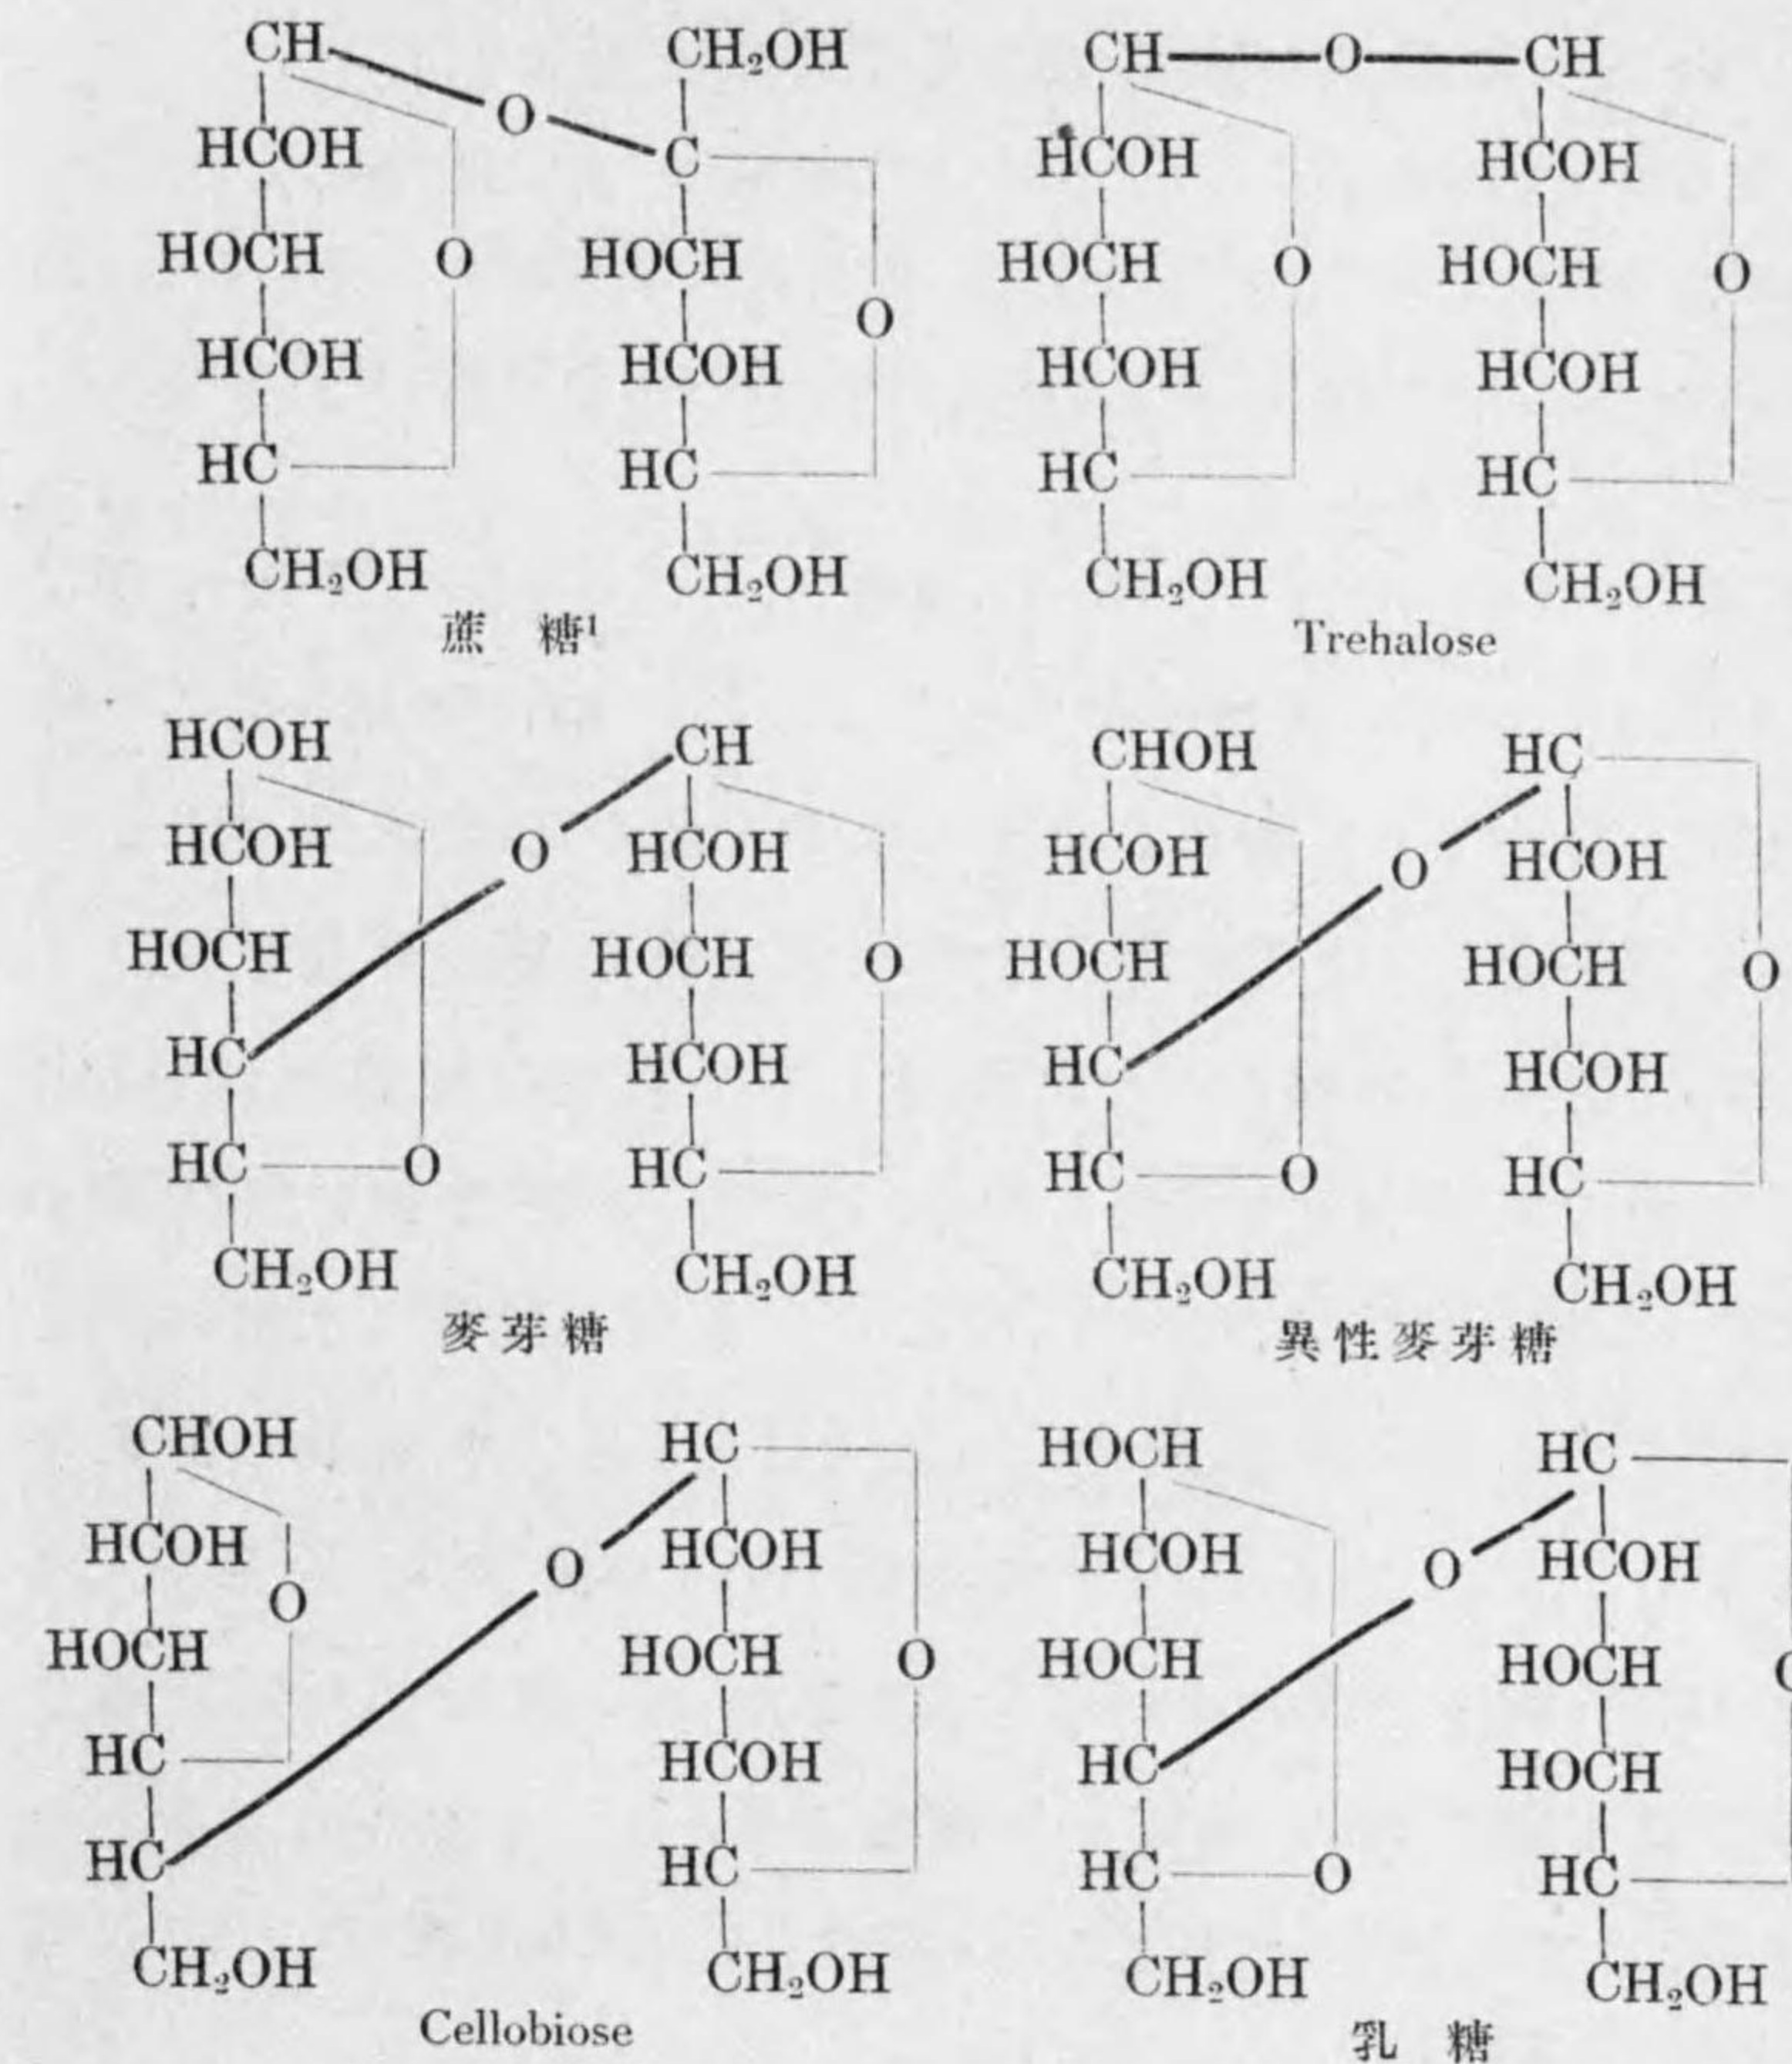 CH CH₂OH CH O CH
O
HCOH C HCOH HCOH
HOCH O HOCH HOCH O HOCH O
O
HCOH HCOH HCOH HCOH
HC HC HC HC
CH₂OH CH₂OH CH₂OH CH₂OH
蔗 糖¹ Trehalose
HCOH CH CHOH HC
HCOH O HCOH HCOH O HCOH
HOCH HOCH O HOCH HOCH O
HC HCOH HC HCOH
HC O HC HC O HC
CH₂OH CH₂OH CH₂OH CH₂OH
麥芽糖 異性麥芽糖
CHOH HC HOCH HC
HCOH O HCOH HCOH O HCOH
O
HOCH HOCH O HOCH HOCH
HC HCOH HC HOCH
HC HC HC O HC
CH₂OH CH₂OH CH₂OH CH₂OH
Cellobiose 乳 糖